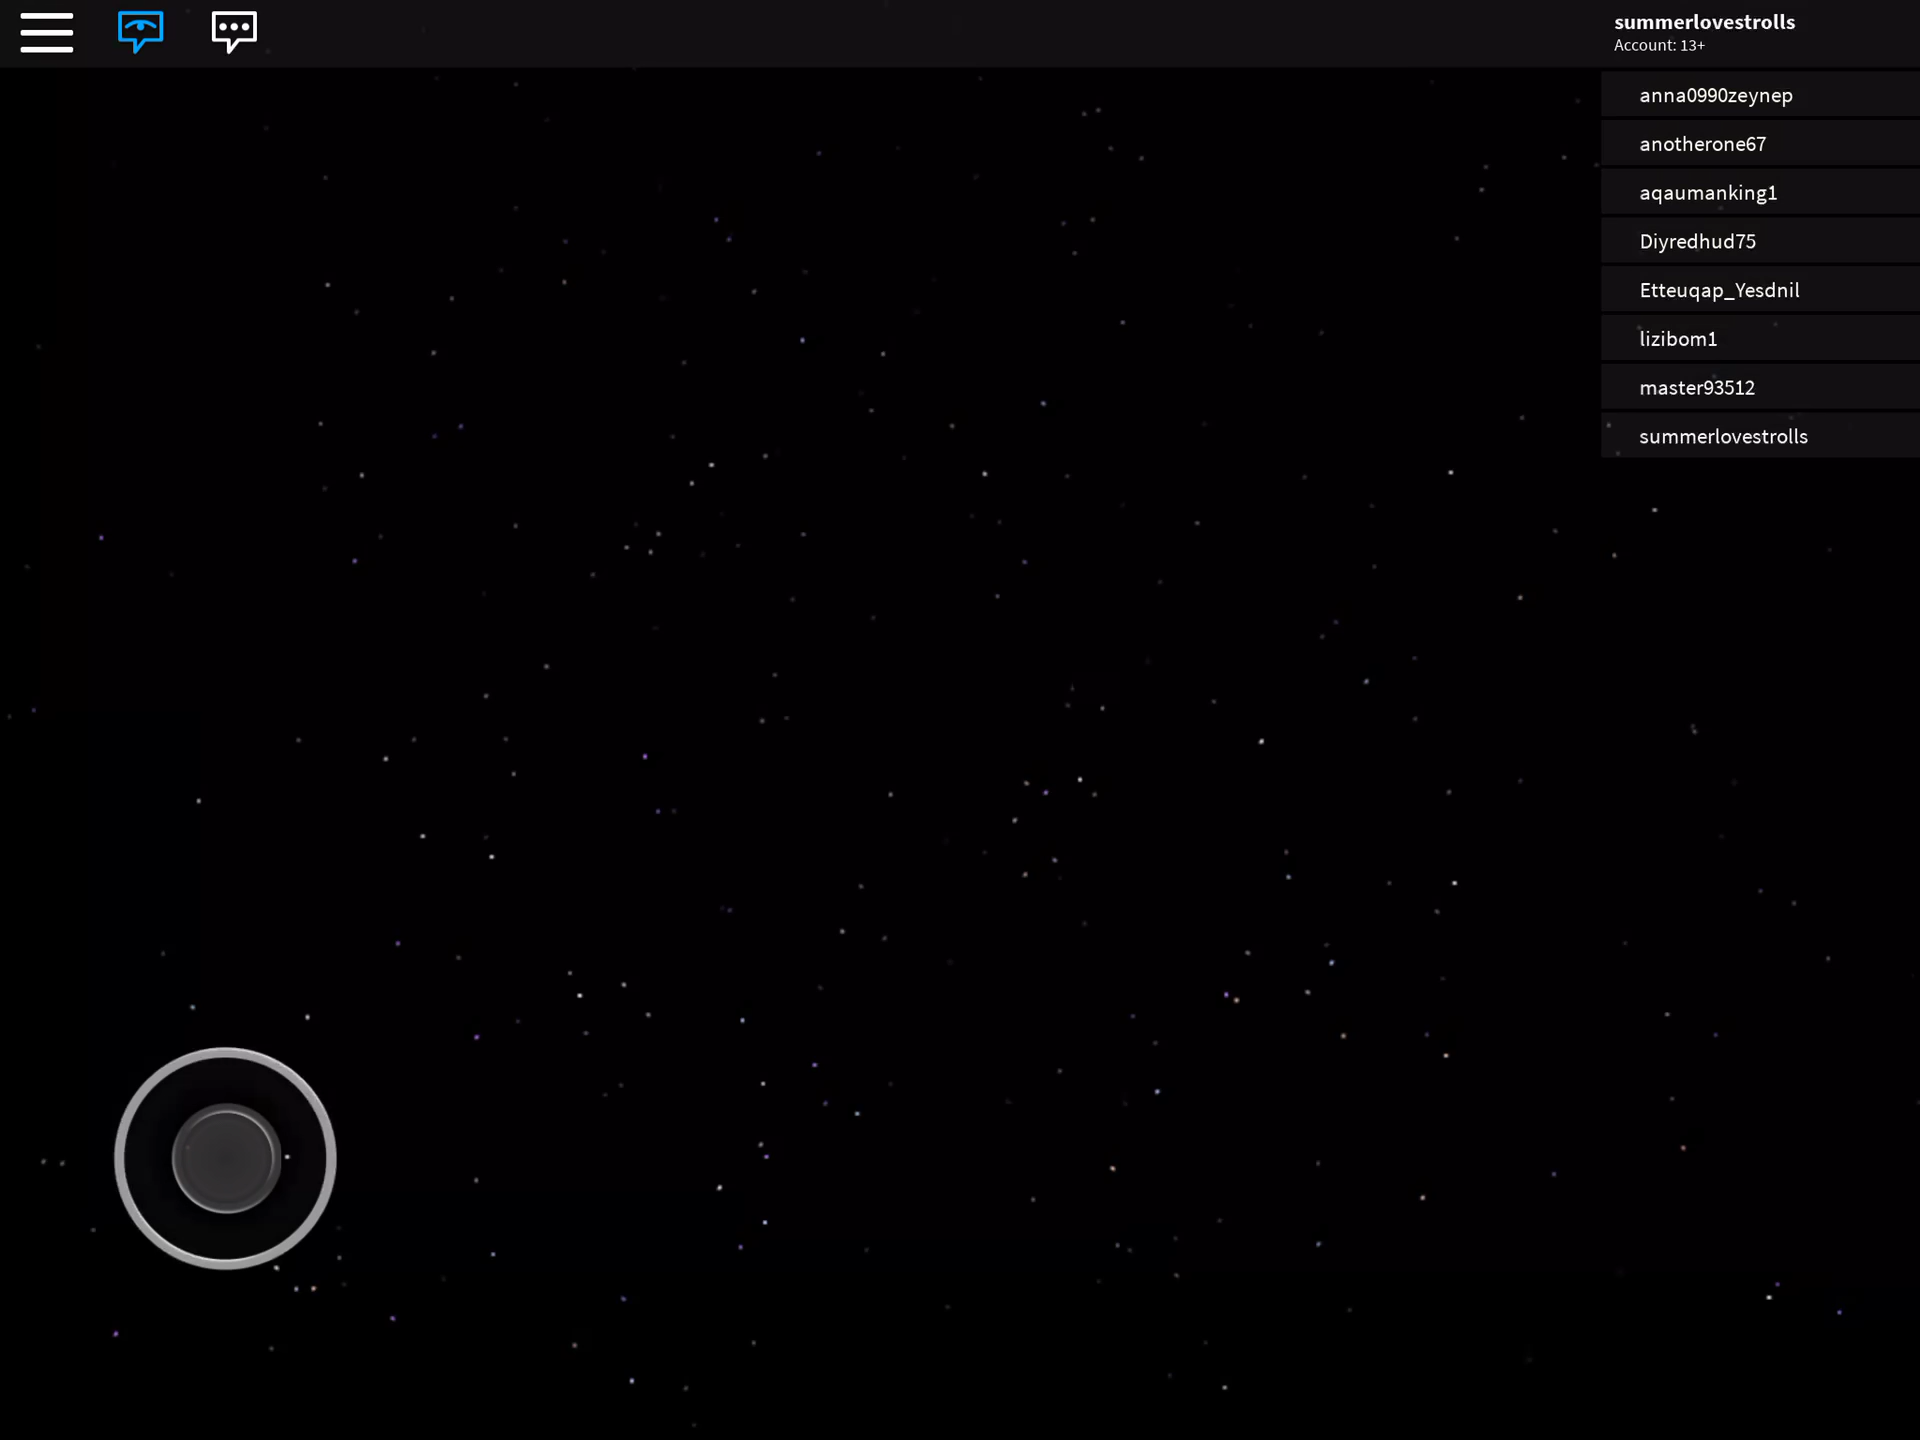 summerlovestrolls
Account: 13+
anna0990zeynep
anotherone67
aqaumanking1
Diyredhud75
Etteuqap_Yesdnil
lizibom1
master93512
summerlovestrolls